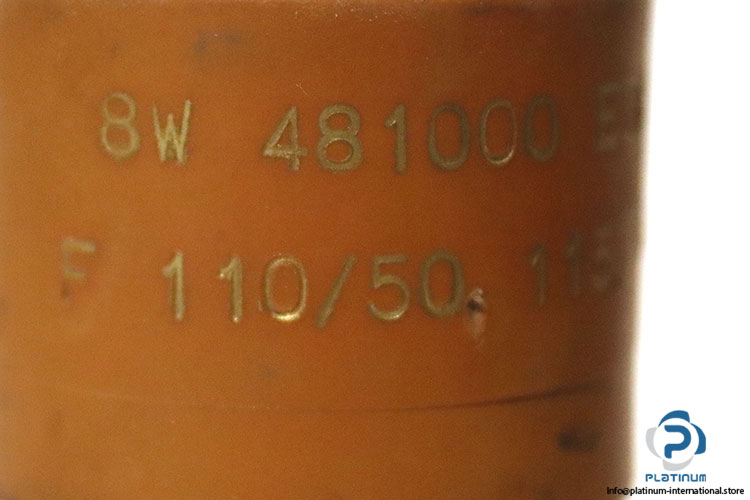 8W 481000
F 110/50
PLATINUM
Info@platinum-international.store